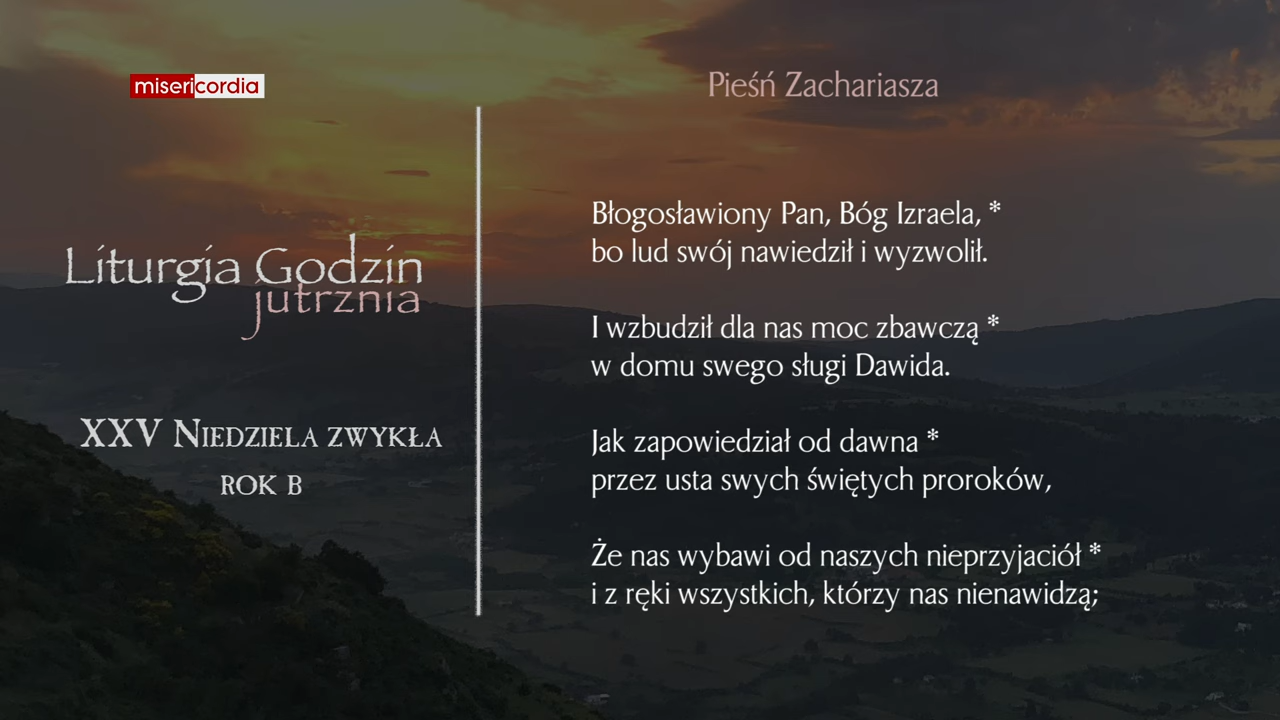 misericordia
Liturgia Godzin
jutrznia
XXV Niedziela zwykła
rok B
Pieśń Zachariasza
Błogosławiony Pan, Bóg Izraela, *
bo lud swój nawiedził i wyzwolił.
I wzbudził dla nas moc zbawczą *
w domu swego sługi Dawida.
Jak zapowiedział od dawna *
przez usta swych świętych proroków,
Że nas wybawi od naszych nieprzyjaciół *
i z ręki wszystkich, którzy nas nienawidzą;